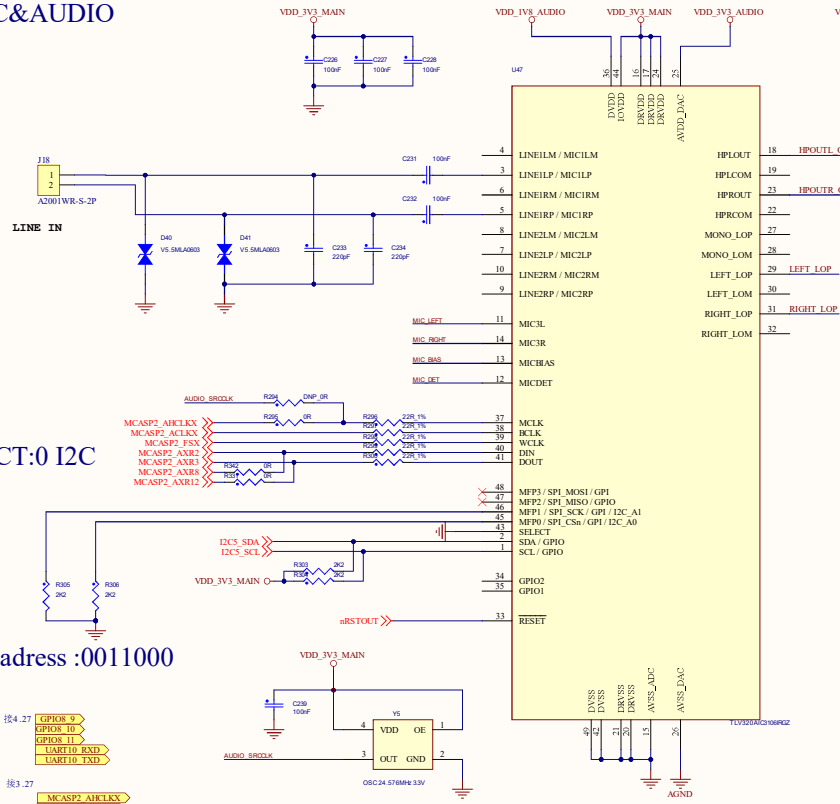 C&AUDIO
VDD_3V3_MAIN
VDD_1V8_AUDIO
VDD_3V3_MAIN
VDD_3V3_AUDIO
V
C226
100nF
C227
100nF
C228
100nF
U47
36
44
16
17
24
25
DVDD
IOVDD
DRVDD
DRVDD
DRVDD
AVDD_DAC
J18
1
2
A2001WR-S-2P
LINE IN
C231
100nF
C232
100nF
D40
V5.5MLA0603
D41
V5.5MLA0603
C233
220pF
C234
220pF
4 LINE1LM / MIC1LM
3 LINE1LP / MIC1LP
6 LINE1RM / MIC1RM
5 LINE1RP / MIC1RP
8 LINE2LM / MIC2LM
7 LINE2LP / MIC2LP
10 LINE2RM / MIC2RM
9 LINE2RP / MIC2RP
MIC_LEFT 11 MIC3L
MIC_RIGHT 14 MIC3R
MIC_BIAS 13 MICBIAS
MIC_DET 12 MICDET
HPLOUT 18 HPOUTL_
HPLCOM 19
HPROUT 23 HPOUTR_
HPRCOM 22
MONO_LOP 27
MONO_LOM 28
LEFT_LOP 29 LEFT_LOP
LEFT_LOM 30
RIGHT_LOP 31 RIGHT_LOP
RIGHT_LOM 32
AUDIO_SRCCLK R294 DNP_0R
R295 0R
MCASP2_AHCLKX R296 22R_1% 37 MCLK
MCASP2_ACLKX R297 22R_1% 38 BCLK
MCASP2_FSX 22R_1% 39 WCLK
MCASP2_AXR2 22R_1% 40 DIN
MCASP2_AXR3 22R_1% 41 DOUT
MCASP2_AXR8 R342 0R
MCASP2_AXR12 0R
CT:0 I2C
48 MFP3 / SPI_MOSI / GPI
47 MFP2 / SPI_MISO / GPIO
46 MFP1 / SPI_SCK / GPI / I2C_A1
45 MFP0 / SPI_CSn / GPI / I2C_A0
43 SELECT
I2C5_SDA 2 SDA / GPIO
I2C5_SCL 1 SCL / GPIO
R303 2K2
VDD_3V3_MAIN 2K2
34 GPIO2
35 GPIO1
R305
2K2
R306
2K2
nRSTOUT 33 RESET
adress :0011000
VDD_3V3_MAIN
C239
100nF
Y5
4 VDD OE 1
3 OUT GND 2
AUDIO_SRCCLK
OSC 24.576MHz 3.3V
DVSS
DVSS
DRVSS
DRVSS
AVSS_ADC
AVSS_DAC
49
42
21
20
15
26
TLV320AIC3106IRGZ
AGND
接4 .27
GPIO8_9
GPIO8_10
GPIO8_11
UART10_RXD
UART10_TXD
接3 .27
MCASP2_AHCLKX